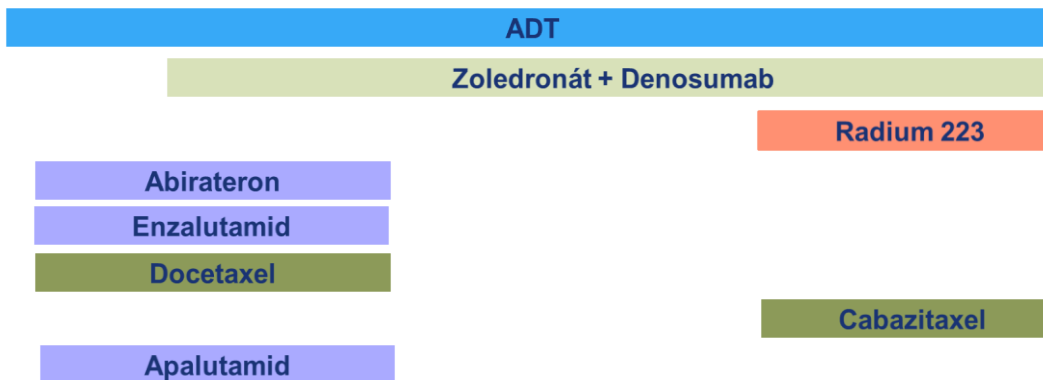 ADT
Zoledronát + Denosumab
Radium 223
Abirateron
Enzalutamid
Docetaxel
Cabazitaxel
Apalutamid